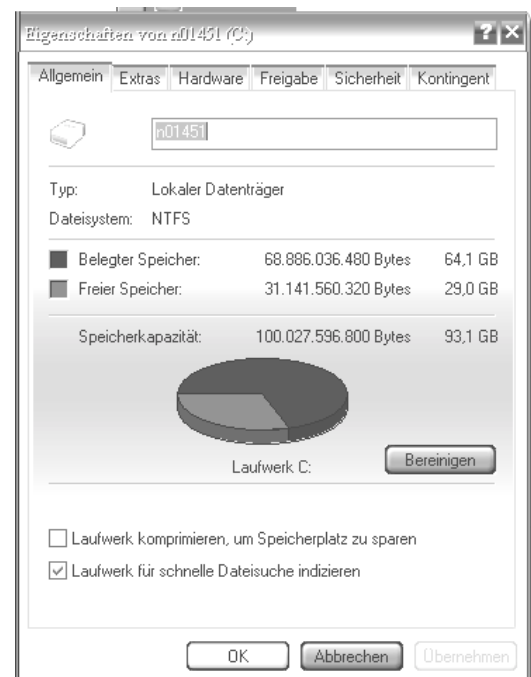 Eigenschaften von n01451 (C:)
Allgemein Extras Hardware Freigabe Sicherheit Kontingent
n01451
Typ: Lokaler Datenträger
Dateisystem: NTFS
Belegter Speicher: 68.886.036.480 Bytes 64,1 GB
Freier Speicher: 31.141.560.320 Bytes 29,0 GB
Speicherkapazität: 100.027.596.800 Bytes 93,1 GB
Laufwerk C: Bereinigen
Laufwerk komprimieren, um Speicherplatz zu sparen
Laufwerk für schnelle Dateisuche indizieren
OK Abbrechen Übernehmen